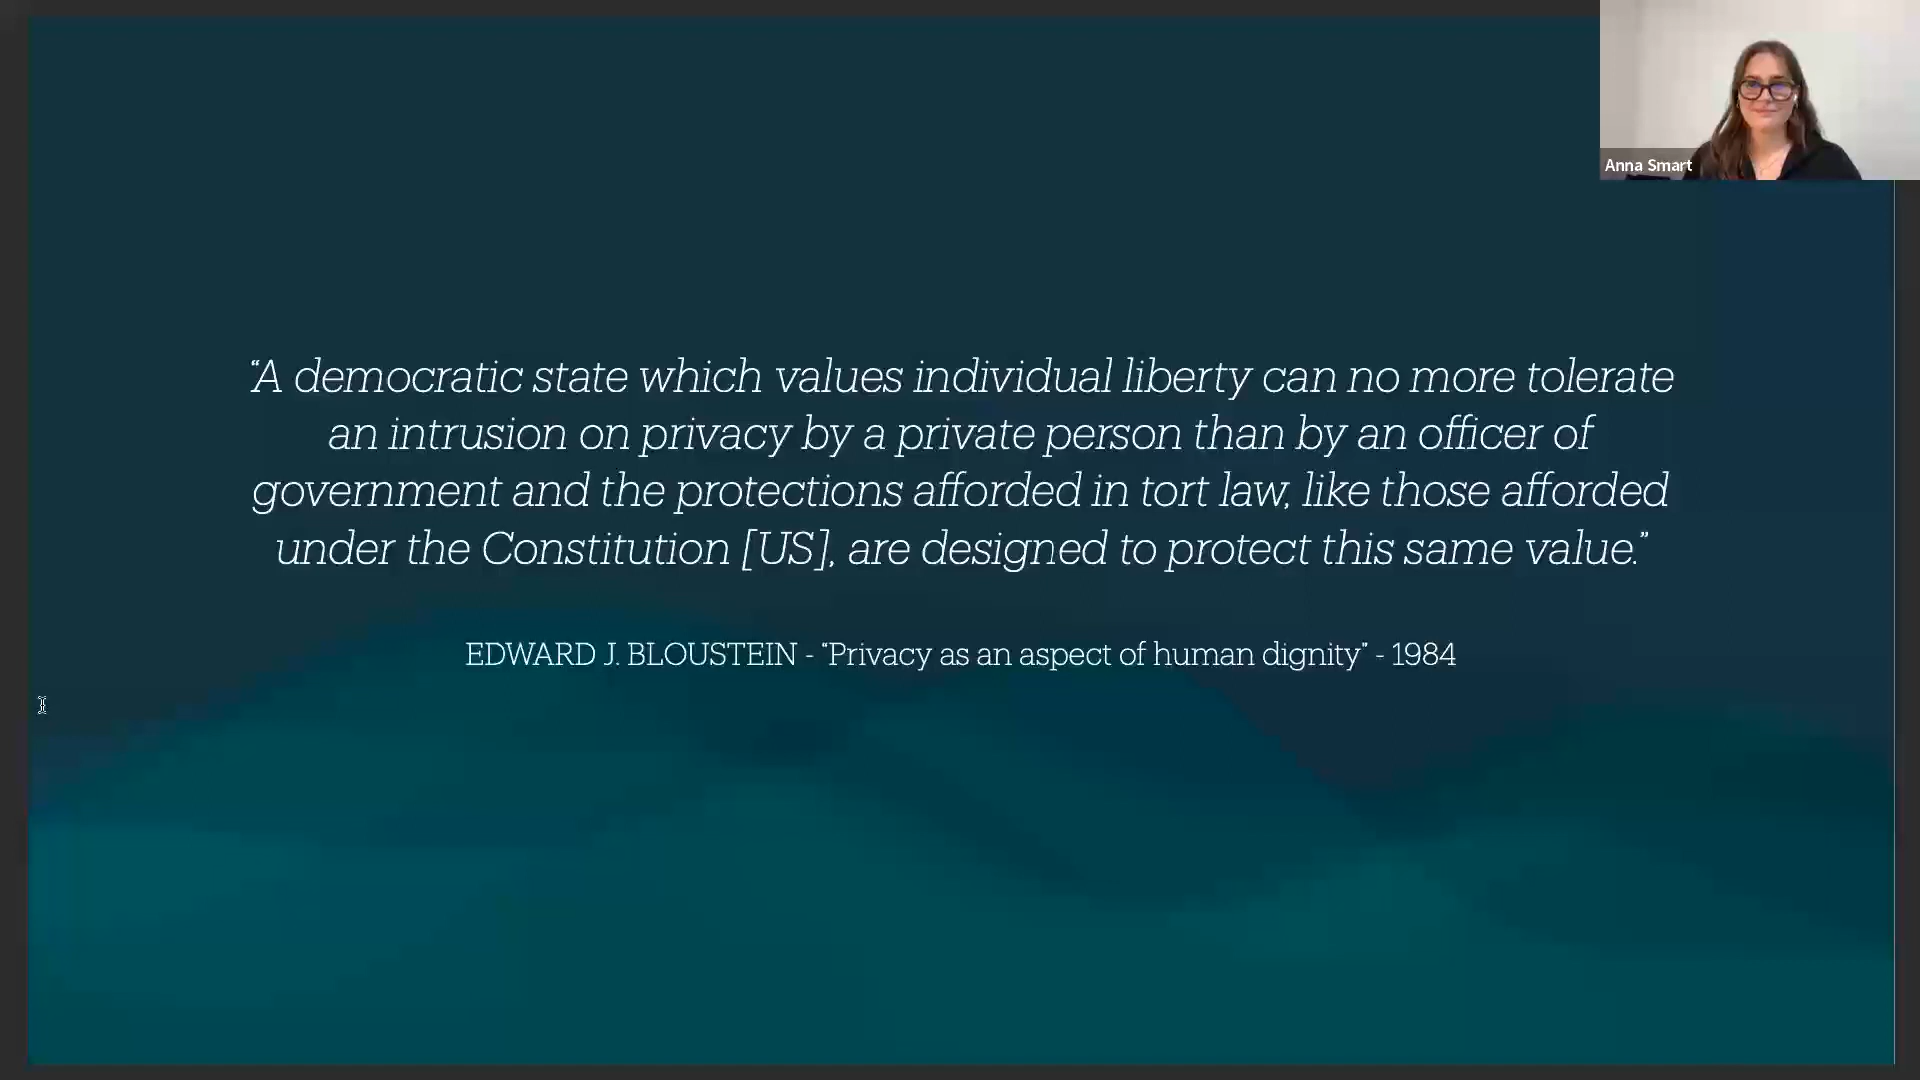 Anna Smart
“A democratic state which values individual liberty can no more tolerate
an intrusion on privacy by a private person than by an officer of
government and the protections afforded in tort law, like those afforded
under the Constitution [US], are designed to protect this same value.”
EDWARD J. BLOUSTEIN - “Privacy as an aspect of human dignity” - 1984